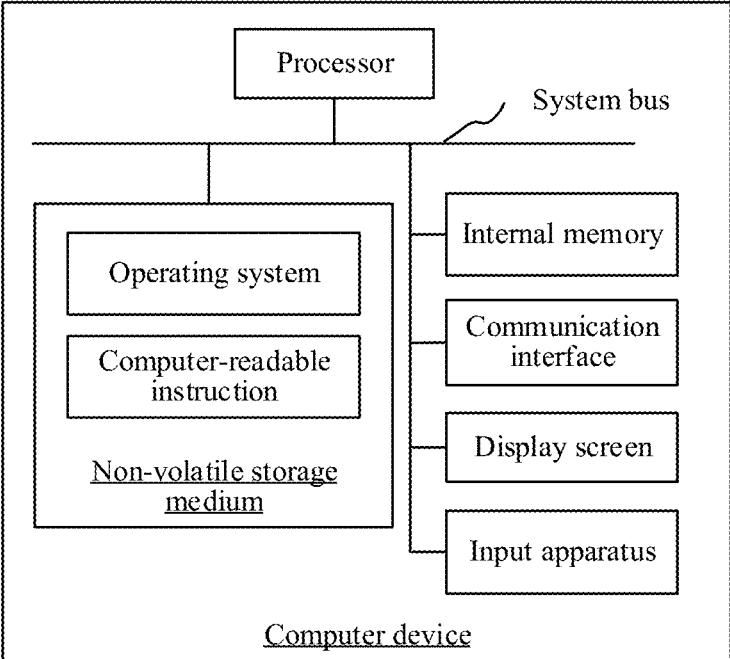 Processor
System bus
Operating system
Computer-readable
instruction
Non-volatile storage
medium
Internal memory
Communication
interface
Display screen
Input apparatus
Computer device